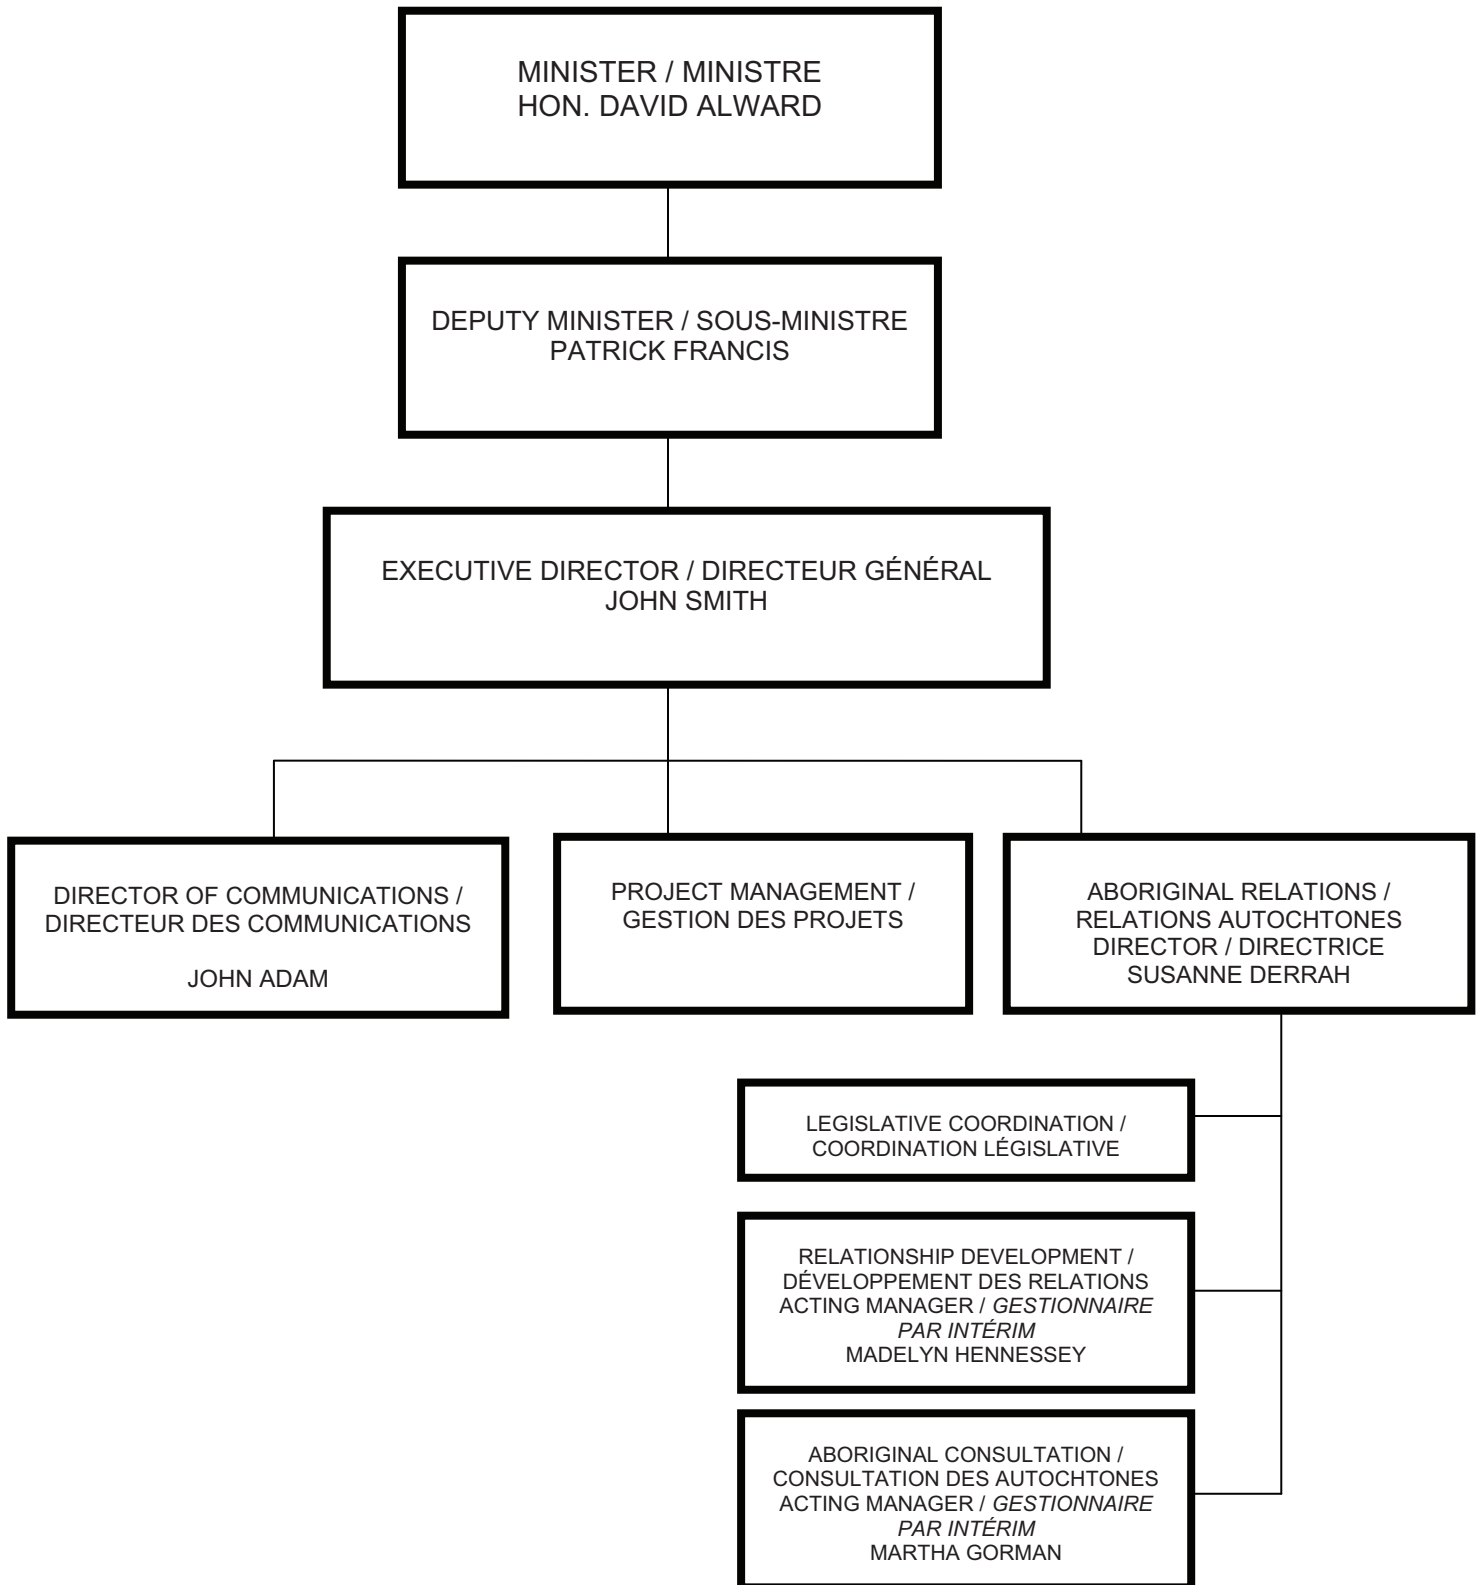 MINISTER / MINISTRE
HON. DAVID ALWARD
DEPUTY MINISTER / SOUS-MINISTRE
PATRICK FRANCIS
EXECUTIVE DIRECTOR / DIRECTEUR GÉNÉRAL
JOHN SMITH
DIRECTOR OF COMMUNICATIONS /
DIRECTEUR DES COMMUNICATIONS
JOHN ADAM
PROJECT MANAGEMENT /
GESTION DES PROJETS
ABORIGINAL RELATIONS /
RELATIONS AUTOCHTONES
DIRECTOR / DIRECTRICE
SUSANNE DERRAH
LEGISLATIVE COORDINATION /
COORDINATION LÉGISLATIVE
RELATIONSHIP DEVELOPMENT /
DÉVELOPPEMENT DES RELATIONS
ACTING MANAGER / GESTIONNAIRE
PAR INTÉRIM
MADELYN HENNESSEY
ABORIGINAL CONSULTATION /
CONSULTATION DES AUTOCHTONES
ACTING MANAGER / GESTIONNAIRE
PAR INTÉRIM
MARTHA GORMAN